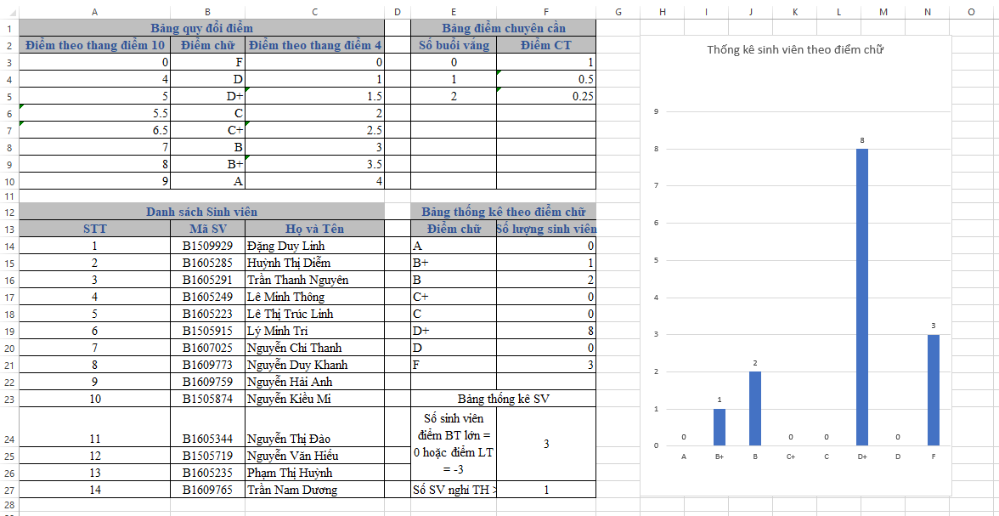 A B C D E F G H I J K L M N O
1 Bảng quy đổi điểm Bảng điểm chuyên cần
2 Điểm theo thang điểm 10 Điểm chữ Điểm theo thang điểm 4 Số buổi vắng Điểm CT
3 0 F 0 0 1
4 4 D 1 1 0.5
5 5 D+ 1.5 2 0.25
6 5.5 C 2
7 6.5 C+ 2.5
8 7 B 3
9 8 B+ 3.5
10 9 A 4
11
12 Danh sách Sinh viên Bảng thống kê theo điểm chữ
13 STT Mã SV Họ và Tên Điểm chữ Số lượng sinh viên
14 1 B1509929 Đặng Duy Linh A 0
15 2 B1605285 Huỳnh Thị Diễm B+ 1
16 3 B1605291 Trần Thanh Nguyên B 2
17 4 B1605249 Lê Minh Thông C+ 0
18 5 B1605223 Lê Thị Trúc Linh C 0
19 6 B1505915 Lý Minh Trí D+ 8
20 7 B1607025 Nguyễn Chí Thanh D 0
21 8 B1609773 Nguyễn Duy Khanh F 3
22 9 B1609759 Nguyễn Hải Anh
23 10 B1505874 Nguyễn Kiều Mi Bảng thống kê SV
Số sinh viên
điểm BT lớn =
0 hoặc điểm LT
= -3
3
24 11 B1605344 Nguyễn Thị Đào
25 12 B1505719 Nguyễn Văn Hiếu
26 13 B1605235 Phạm Thị Huỳnh
27 14 B1609765 Trần Nam Dương Số SV nghỉ TH > 1
28
Thống kê sinh viên theo điểm chữ
9
8
7
6
5
4
3
2
1
0
0 1 2 0 0 8 0 3
A B+ B C+ C D+ D F